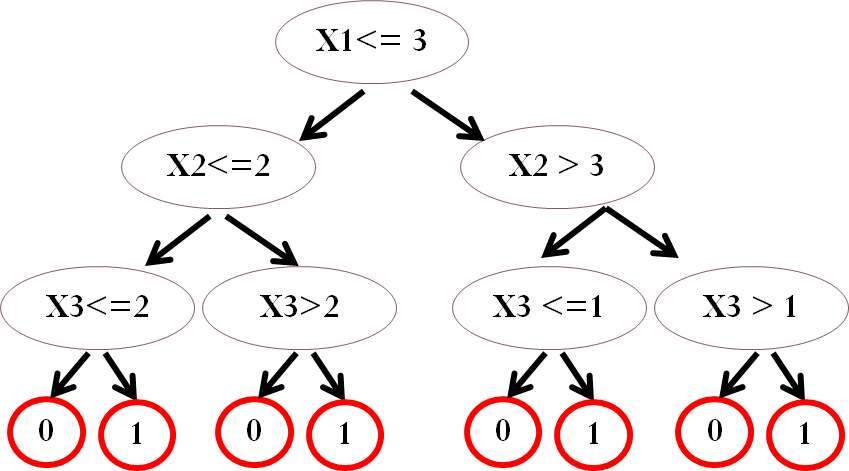 X1<= 3
X2<=2
X2 > 3
X3<=2
X3>2
X3 <=1
X3 > 1
0
1
0
1
0
1
0
1